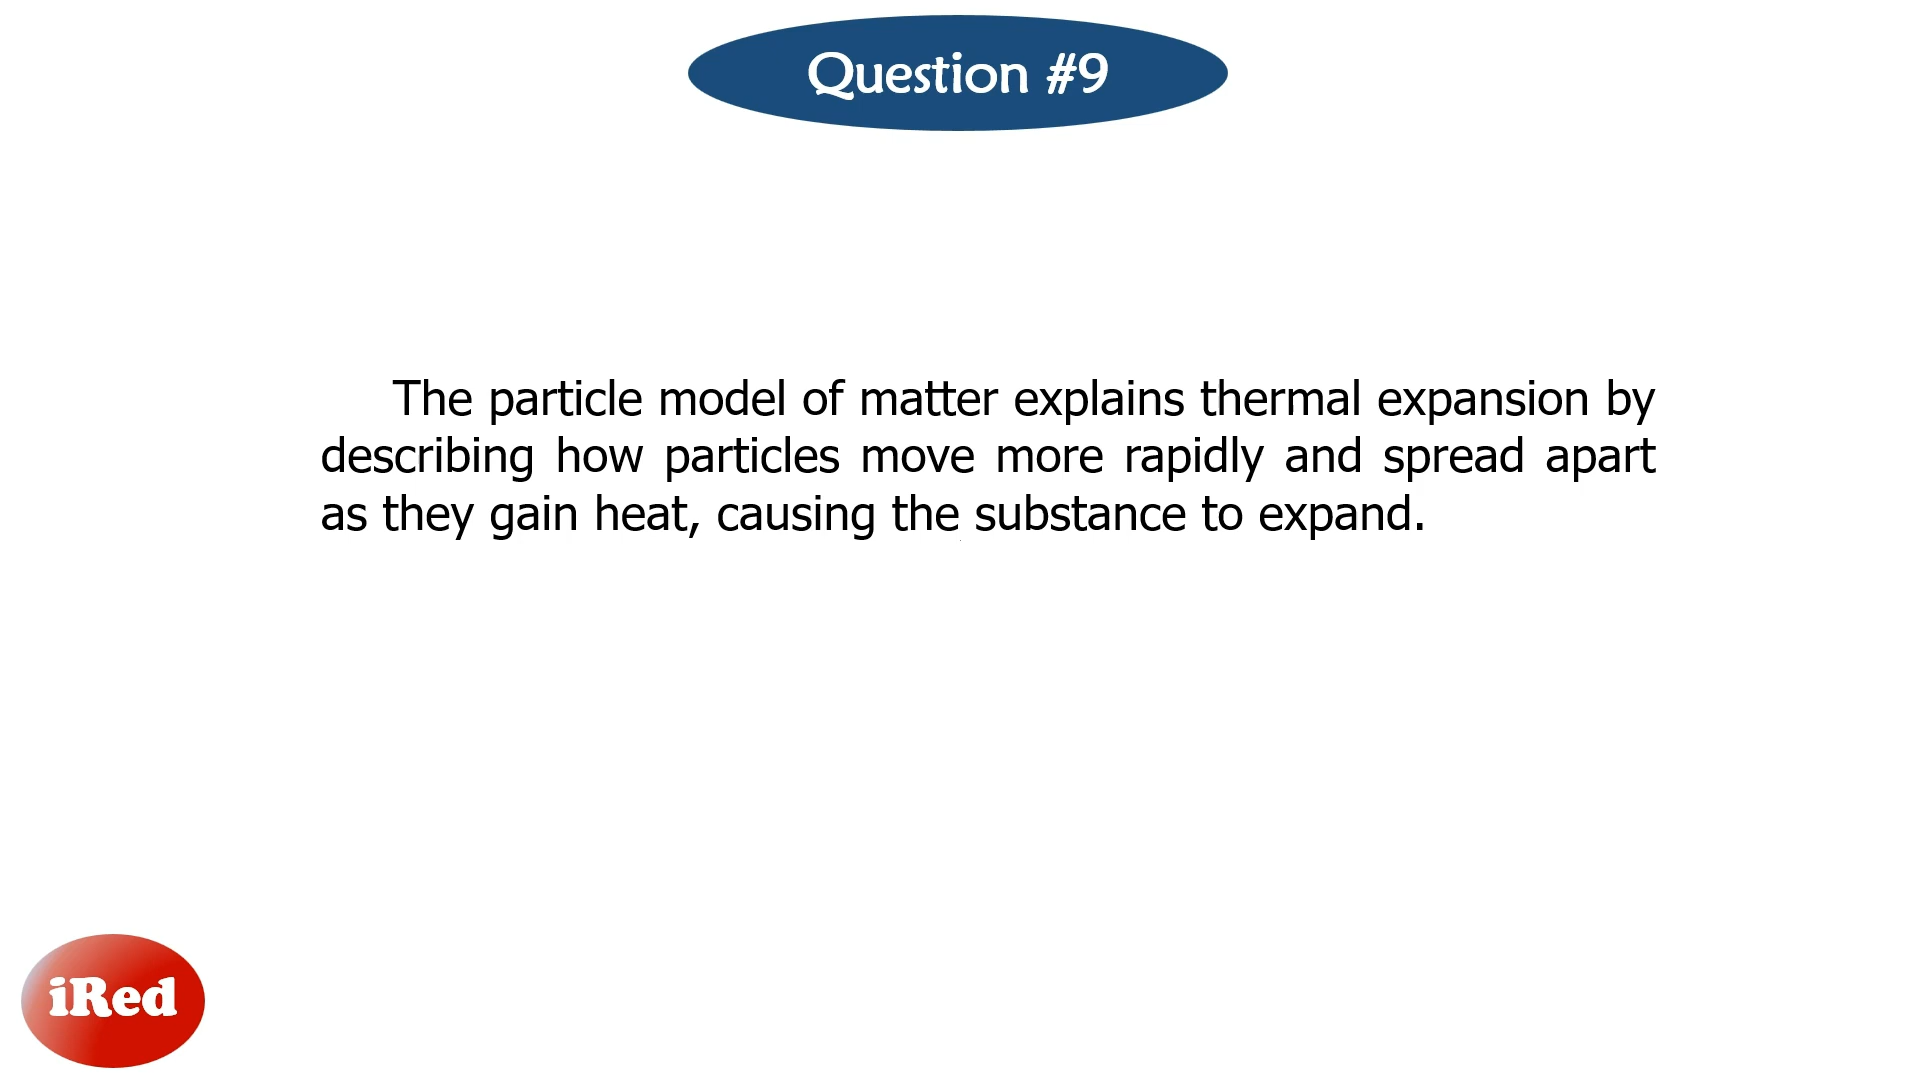 Question #9
The particle model of matter explains thermal expansion by
describing how particles move more rapidly and spread apart
as they gain heat, causing the substance to expand.
iRed